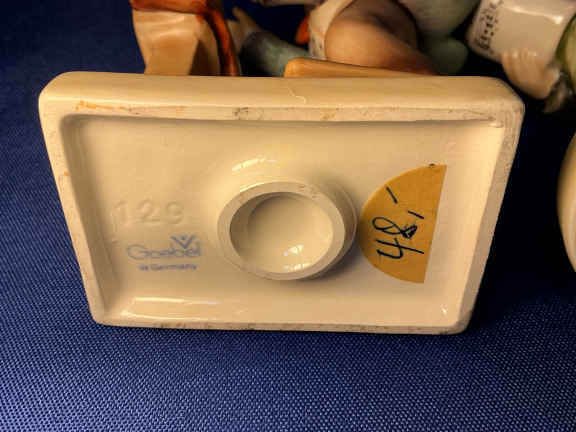 129
Goebel
W. Germany
48,-